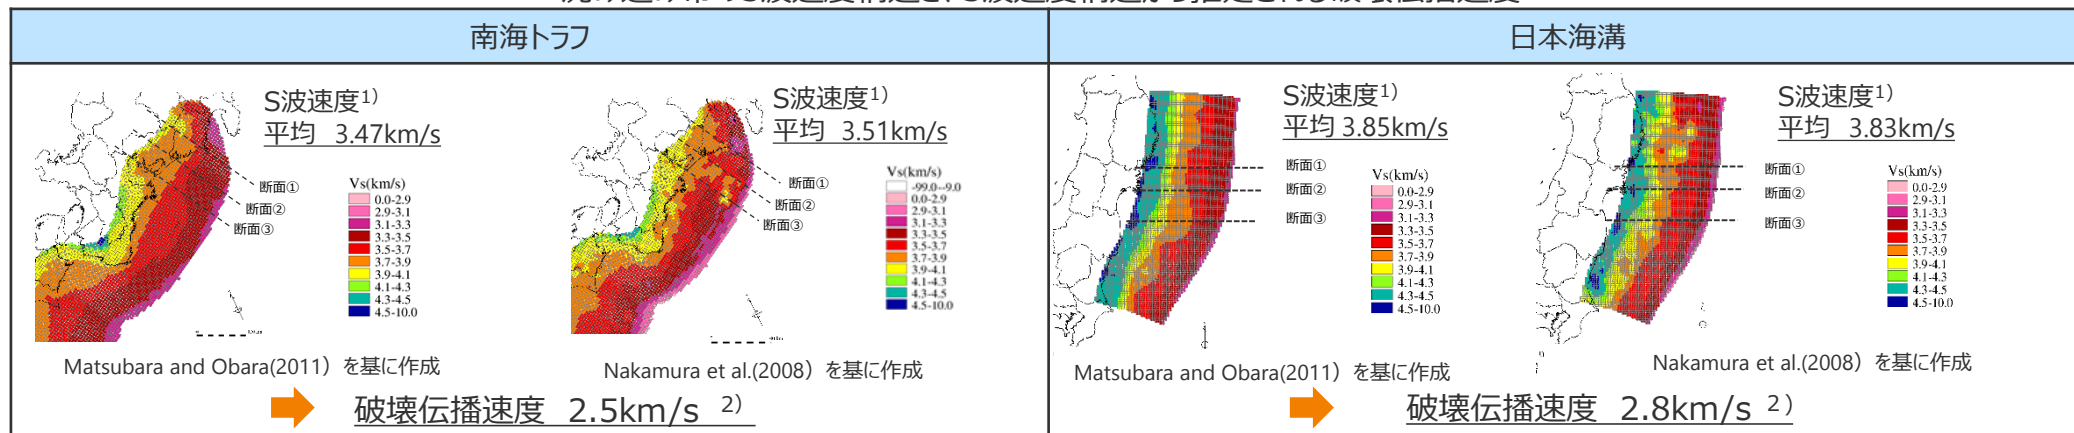 南海トラフ
日本海溝
S波速度1)
平均 3.47km/s
断面①
断面②
断面③
Vs(km/s)
0.0-2.9
2.9-3.1
3.1-3.3
3.3-3.5
3.5-3.7
3.7-3.9
3.9-4.1
4.1-4.3
4.3-4.5
4.5-10.0
Matsubara and Obara(2011）を基に作成
S波速度1)
平均 3.51km/s
断面①
断面②
断面③
Vs(km/s)
-99.0--9.0
0.0-2.9
2.9-3.1
3.1-3.3
3.3-3.5
3.5-3.7
3.7-3.9
3.9-4.1
4.1-4.3
4.3-4.5
4.5-10.0
Nakamura et al.(2008）を基に作成
破壊伝播速度 2.5km/s 2)
S波速度1)
平均 3.85km/s
断面①
断面②
断面③
Vs(km/s)
0.0-2.9
2.9-3.1
3.1-3.3
3.3-3.5
3.5-3.7
3.7-3.9
3.9-4.1
4.1-4.3
4.3-4.5
4.5-10.0
Matsubara and Obara(2011）を基に作成
S波速度1)
平均 3.83km/s
断面①
断面②
断面③
Vs(km/s)
0.0-2.9
2.9-3.1
3.1-3.3
3.3-3.5
3.5-3.7
3.7-3.9
3.9-4.1
4.1-4.3
4.3-4.5
4.5-10.0
Nakamura et al.(2008）を基に作成
破壊伝播速度 2.8km/s 2)